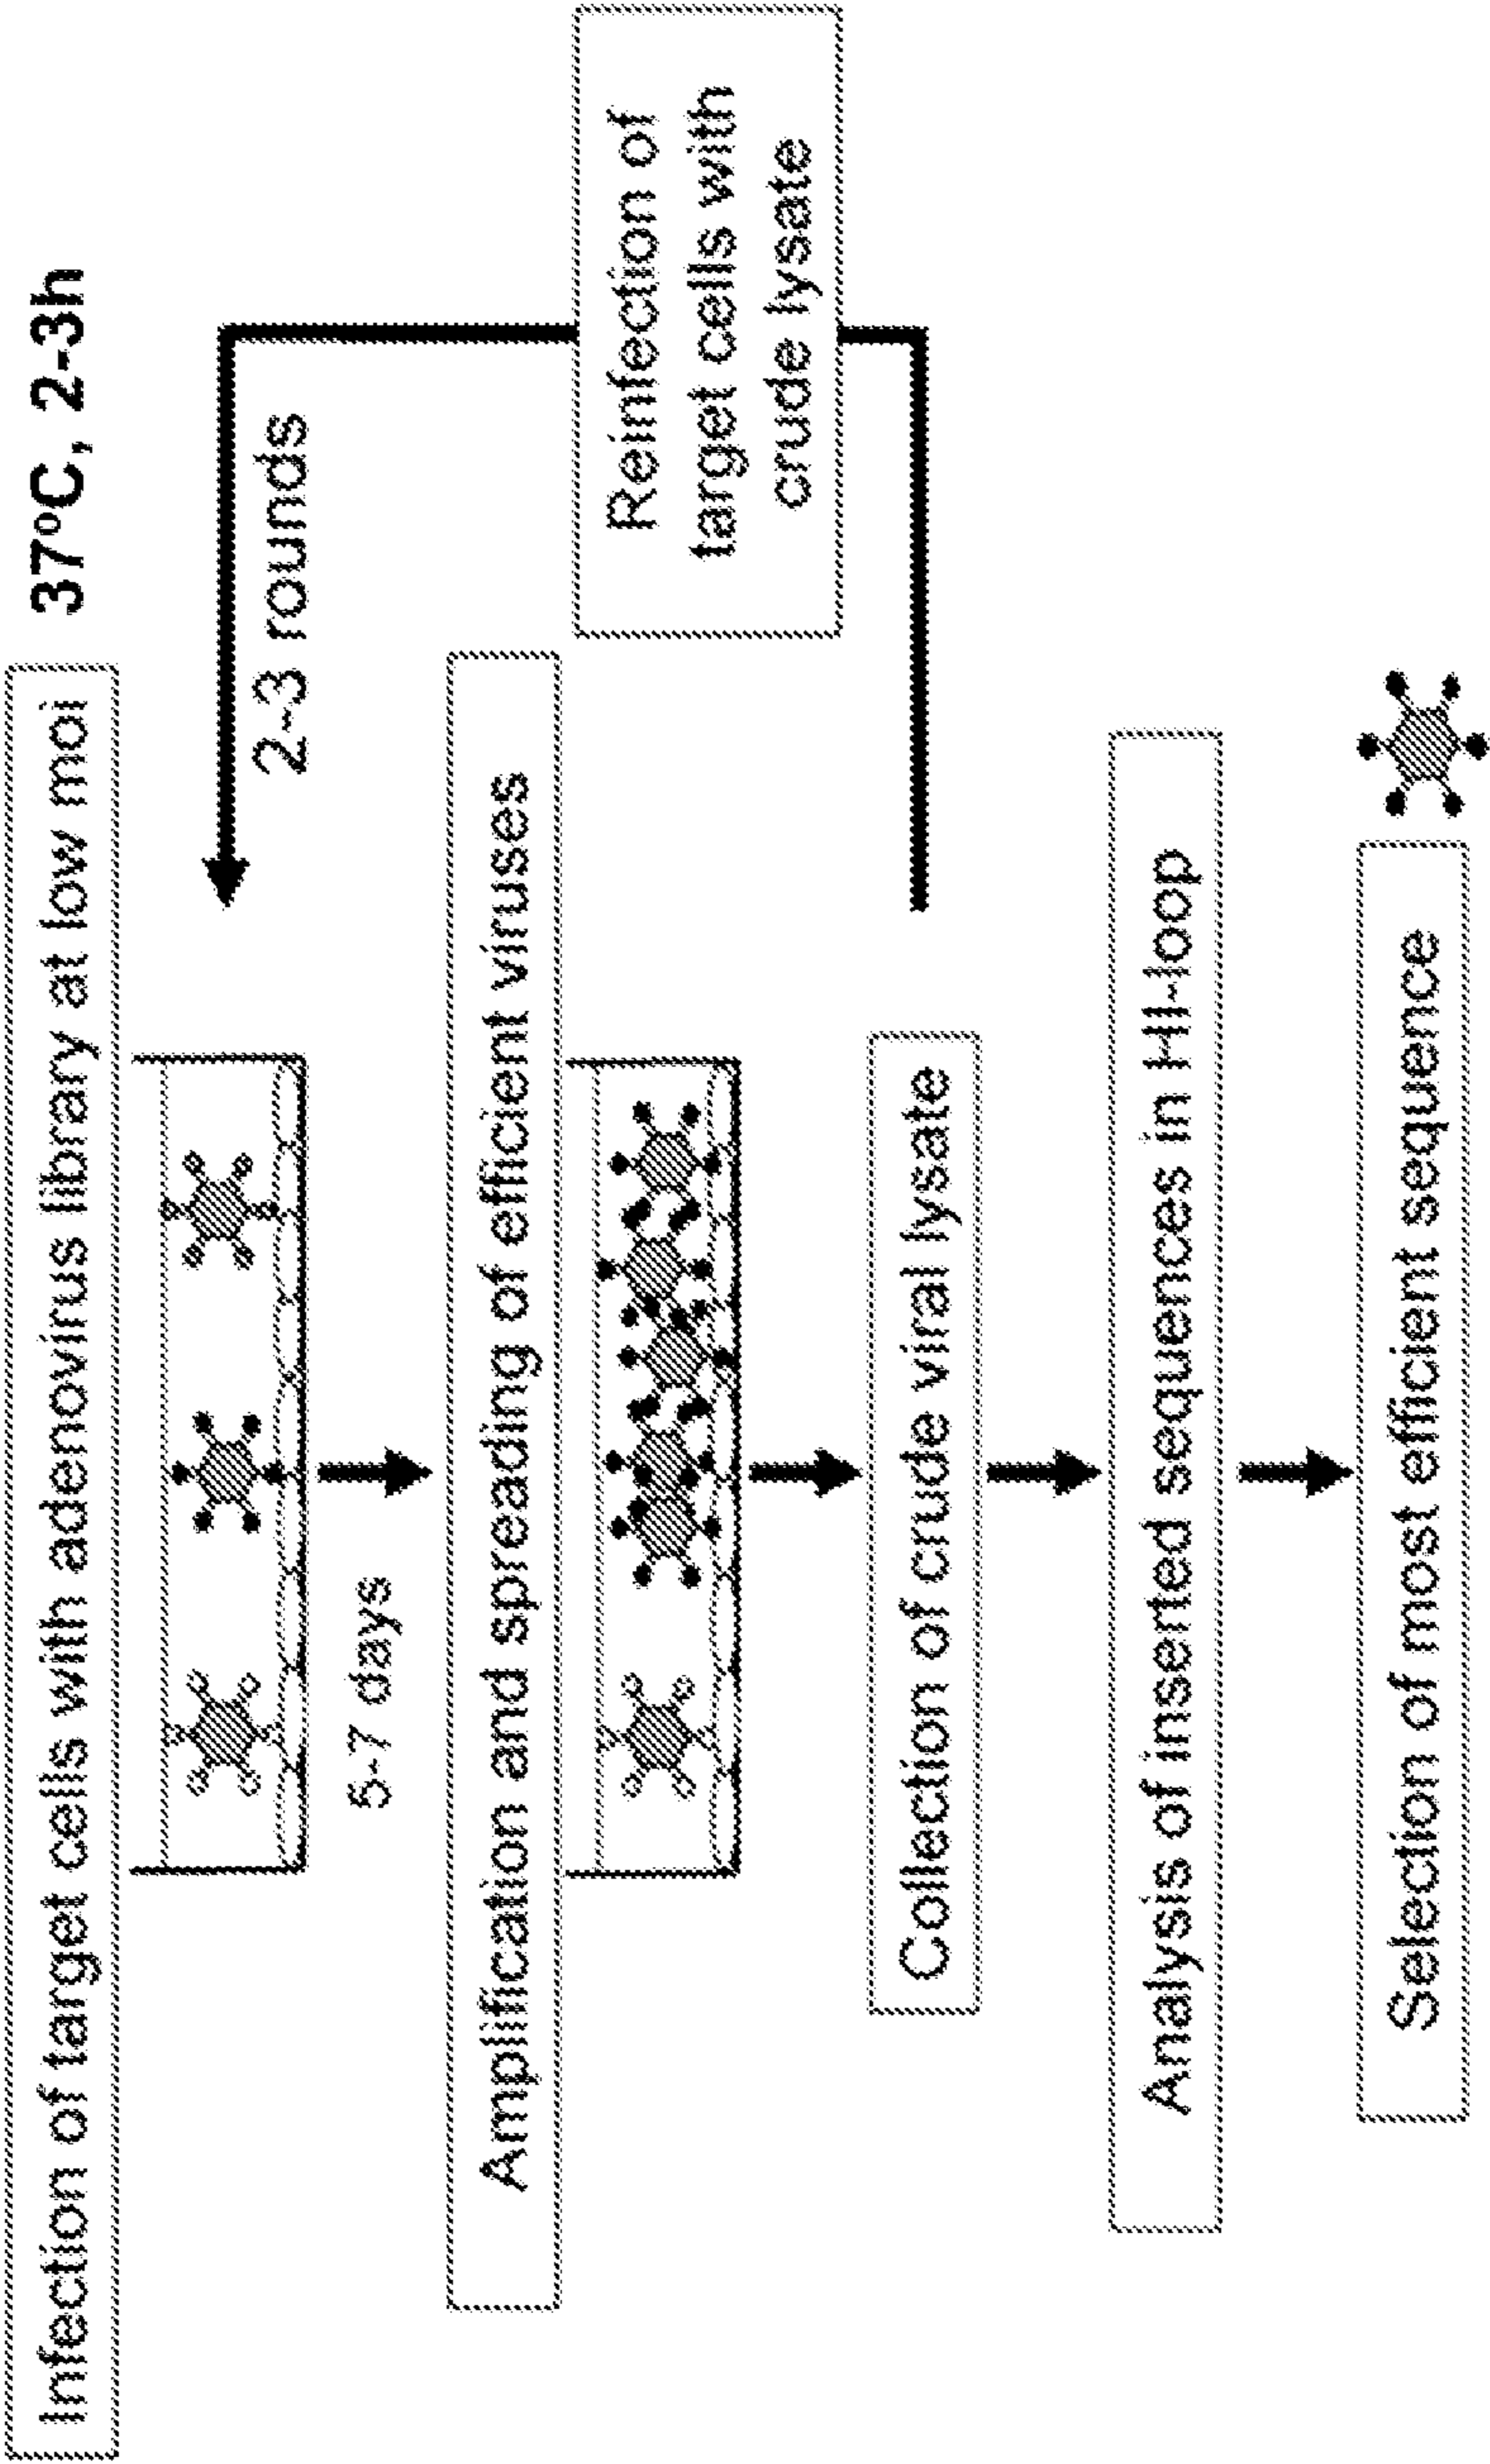 Infection of target cells with adenovirus library at low moi
37ºC, 2-3h
2-3 rounds
5-7 days
Amplification and spreading of efficient viruses
Reinfection of
target cells with
crude lysate
Collection of crude viral lysate
Analysis of inserted sequences in HI-loop
Selection of most efficient sequence